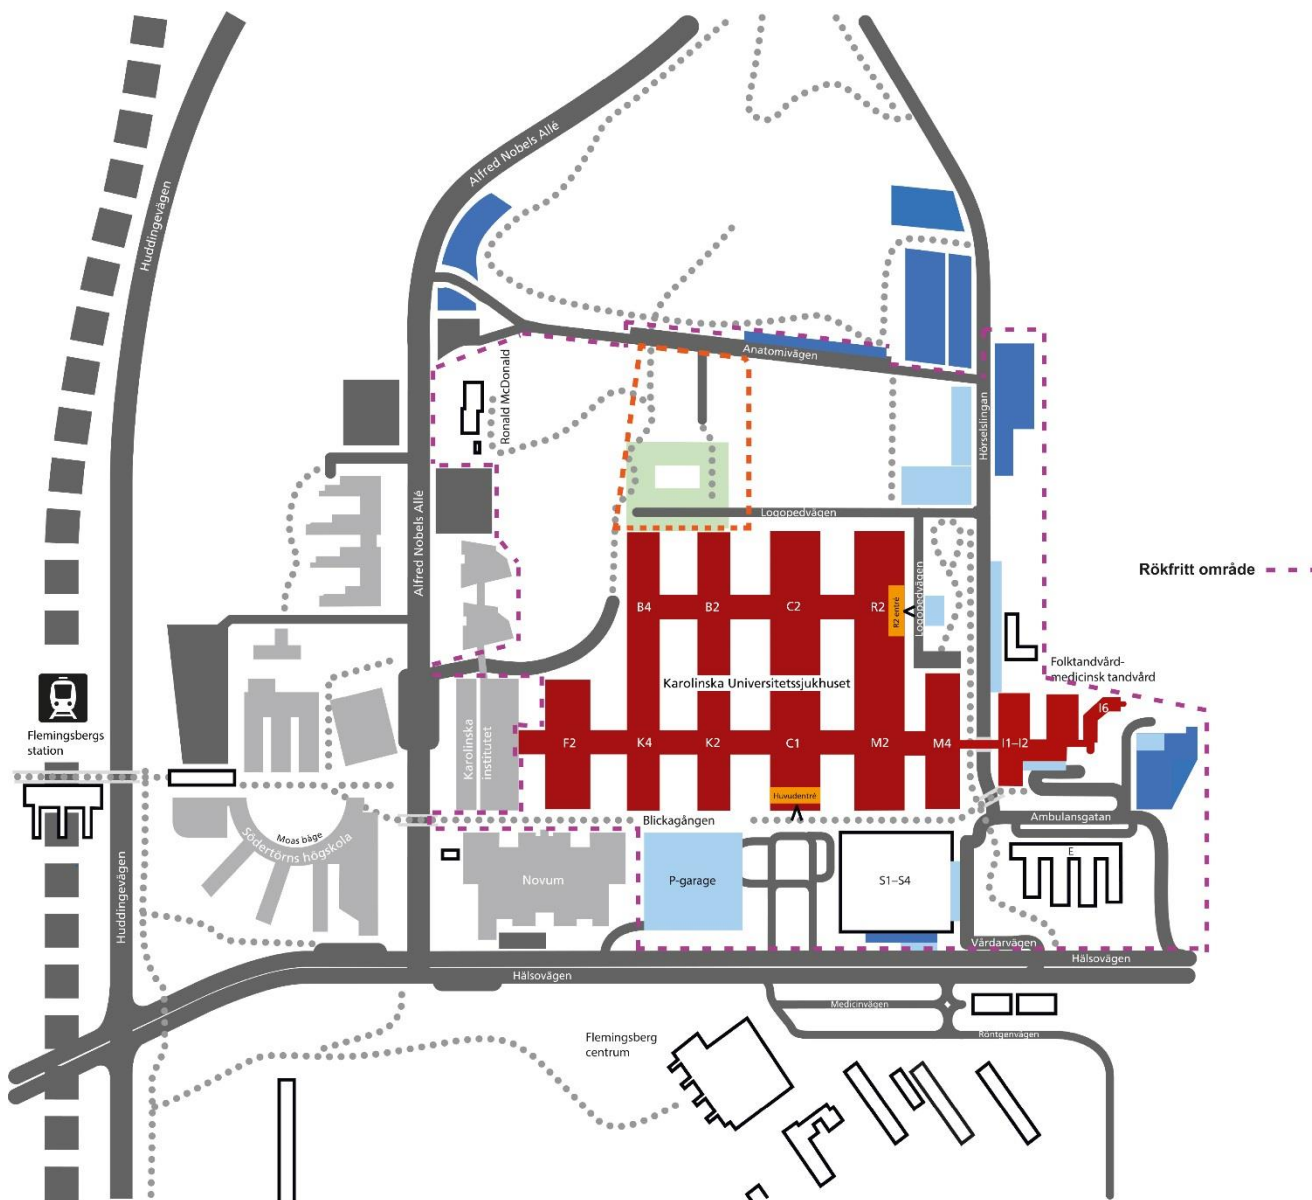 Alfred Nobels Allé
Huddingevägen
Anatomivägen
Ronald McDonald
Hörselslingan
Alfred Nobels Allé
Logopedvägen
Rökfritt område
B4
B2
C2
R2
R2 entré
Logopedvägen
Folktandvård-
medicinsk tandvård
Karolinska Universitetssjukhuset
I6
Flemingsbergs
station
Karolinska
institutet
F2
K4
K2
C1
M2
M4
I1–I2
Huvudentré
Blickagången
Ambulansgatan
Moas båge
Södertörns högskola
E
Novum
P-garage
S1–S4
Huddingevägen
Vårdarvägen
Hälsovägen
Hälsovägen
Medicinvägen
Röntgenvägen
Flemingsberg
centrum